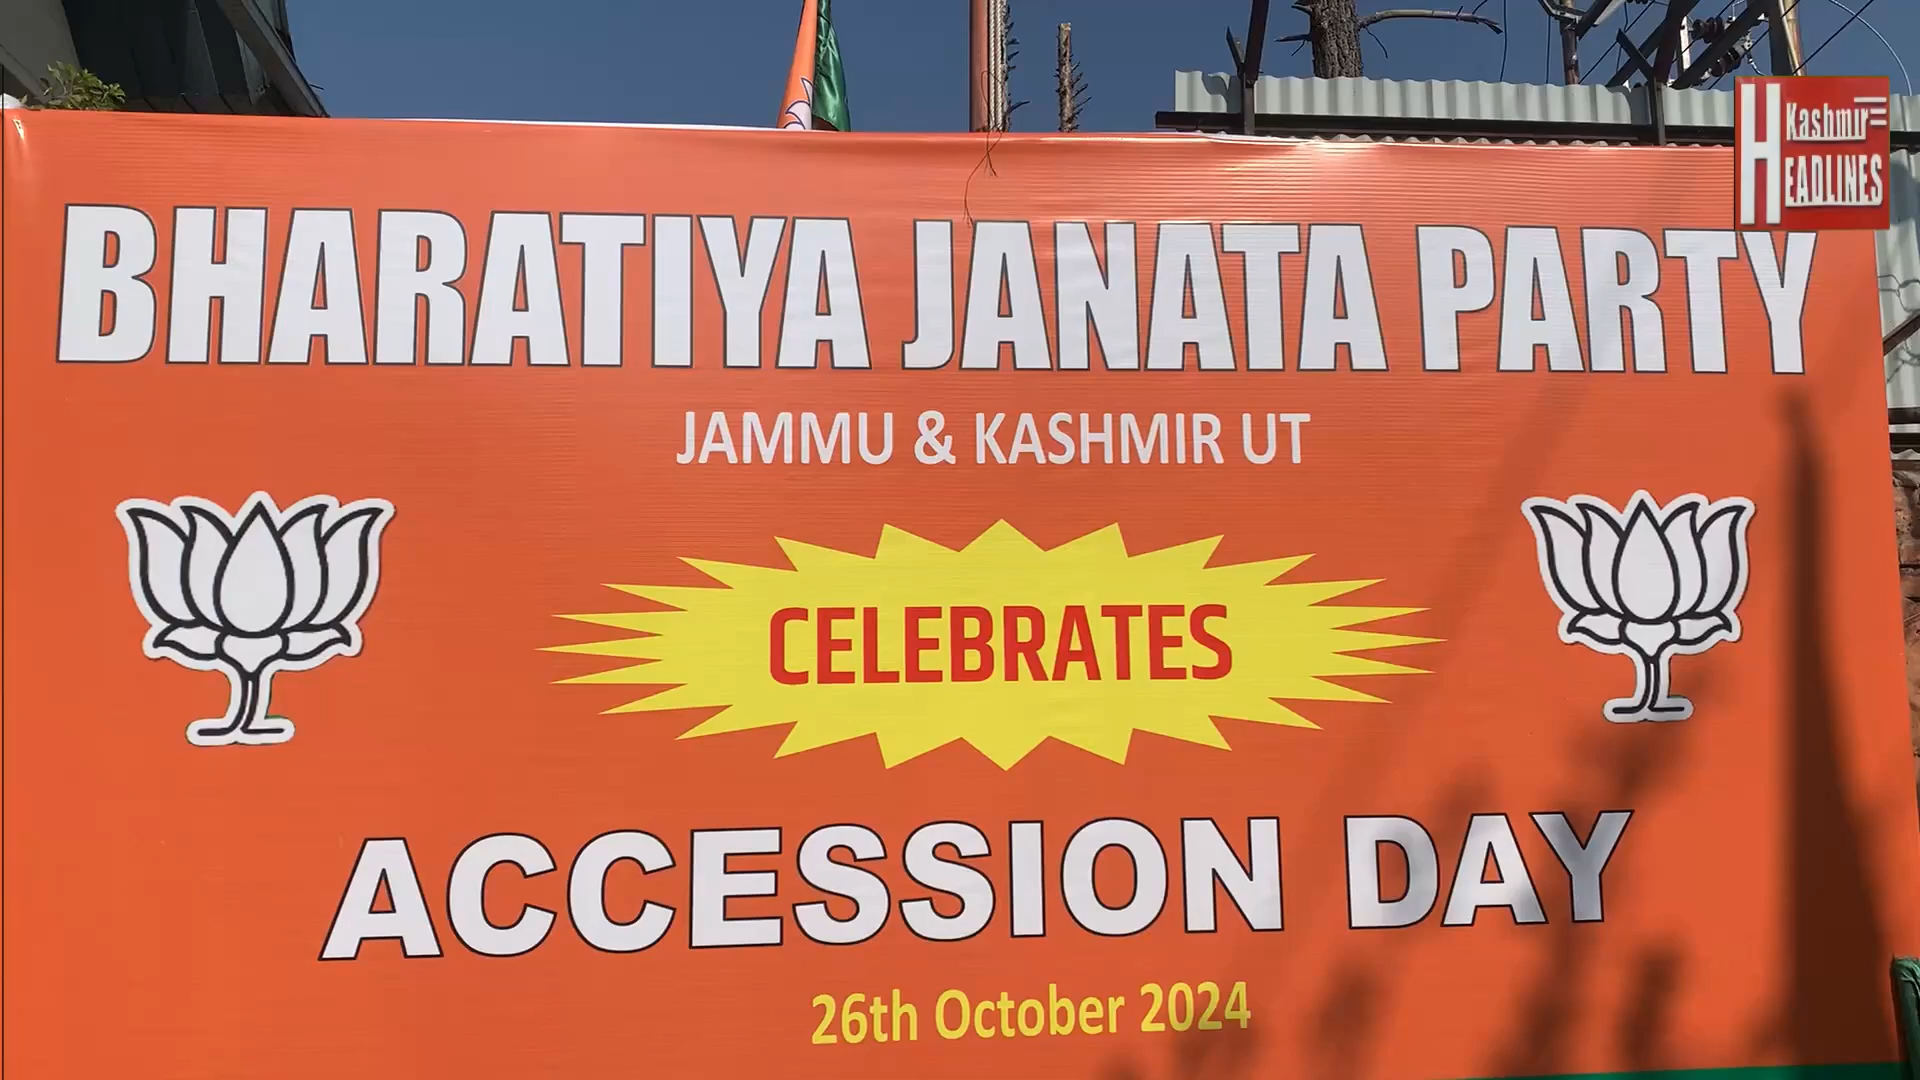 Kashmir
HEADLINES
BHARATIYA JANATA PARTY
JAMMU & KASHMIR UT
CELEBRATES
ACCESSION DAY
26th October 2024